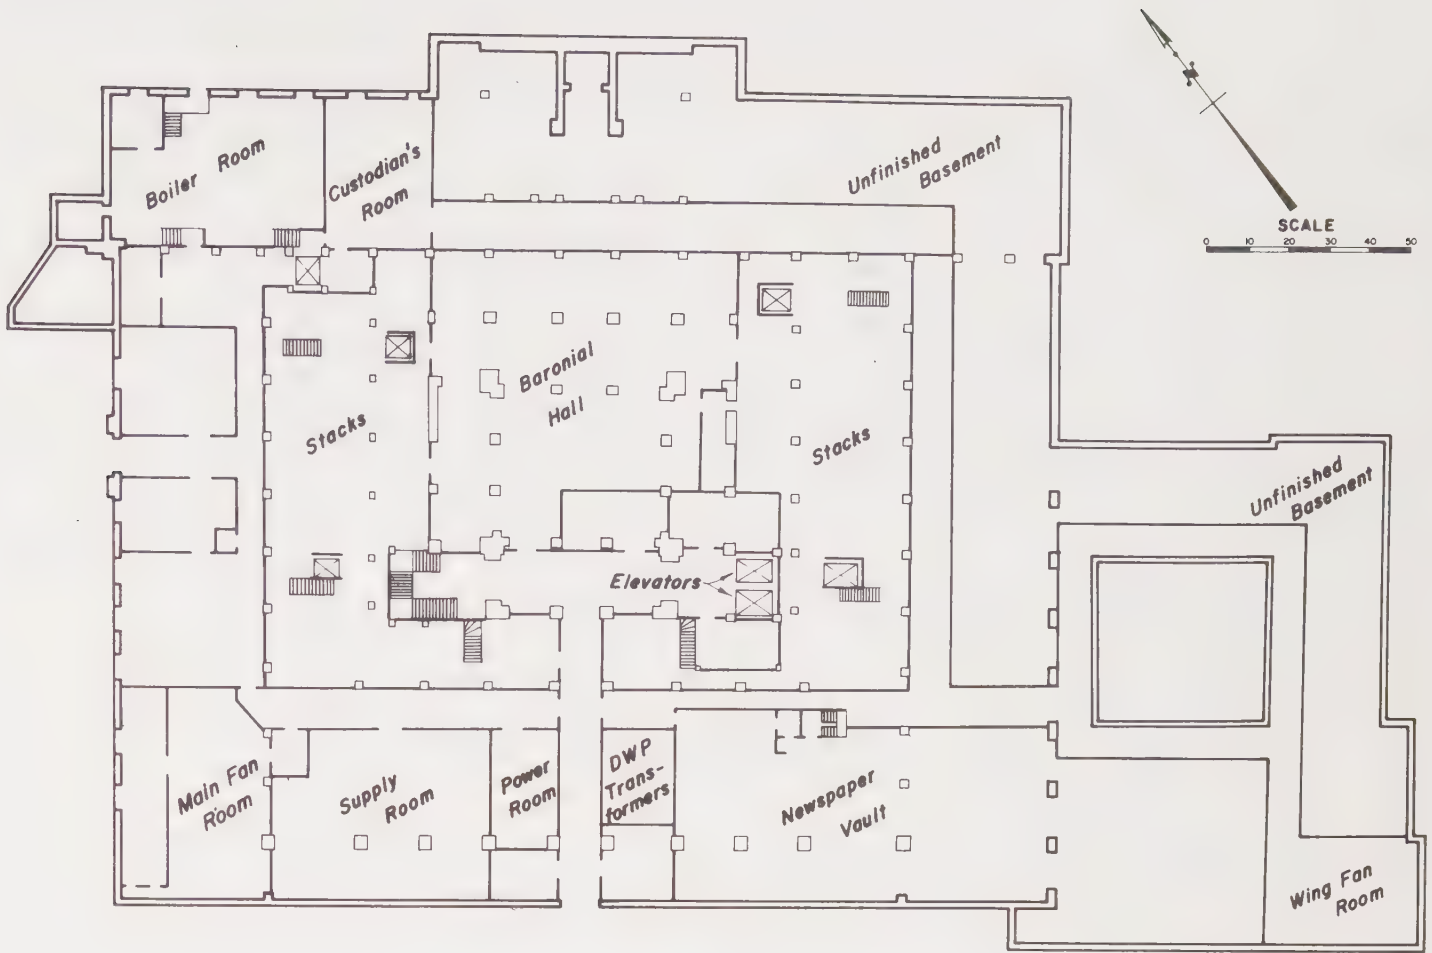 Boiler Room
Custodian's
Room
Unfinished
Basement
SCALE
0 10 20 30 40 50
Baronial
Hall
Stacks
Stacks
Unfinished
Basement
Elevators
Main Fan
Room
Supply
Room
Power
Room
DWP
Trans-
formers
Newspaper
Vault
Wing Fan
Room